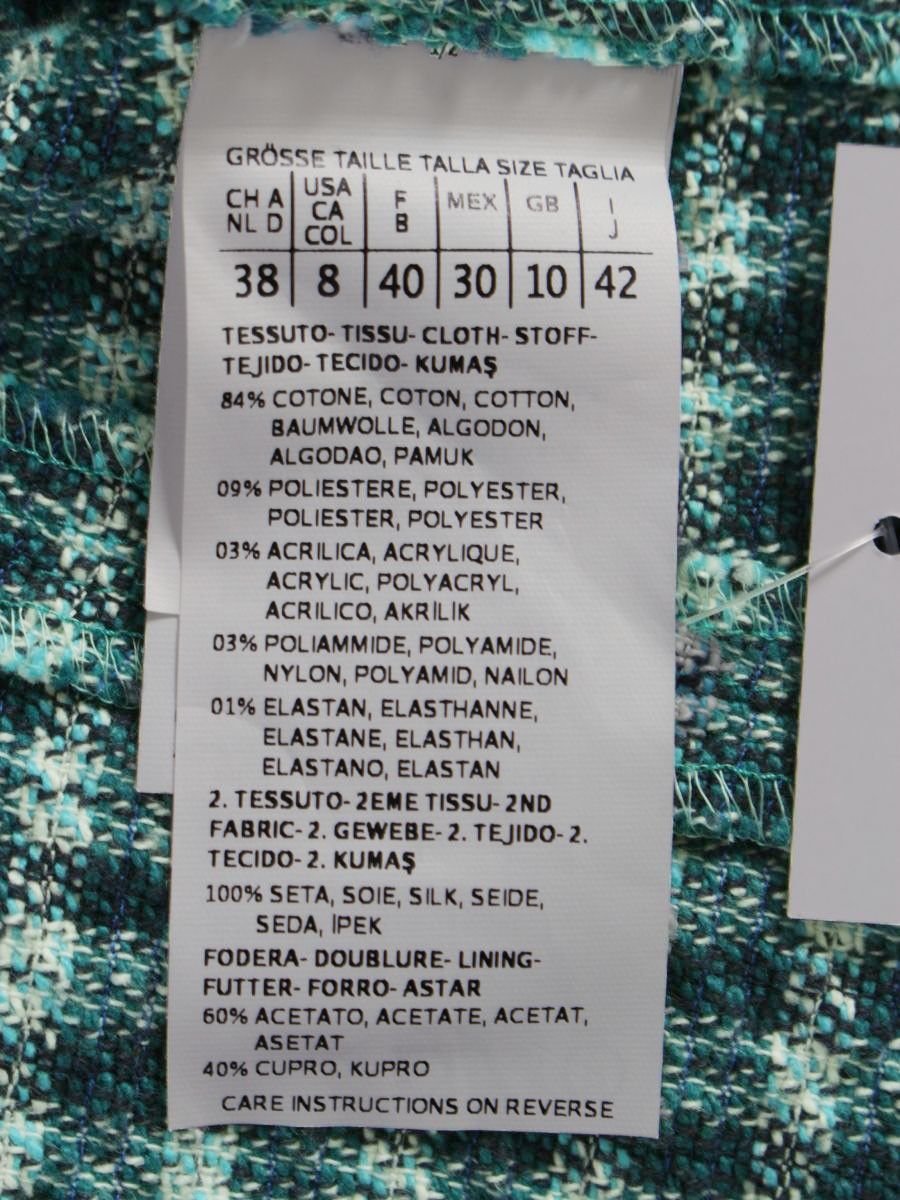 1/2
GRÖSSE TAILLE TALLA SIZE TAGLIA
CH A NL D USA CA COL F B MEX GB I J
38 8 40 30 10 42
TESSUTO- TISSU- CLOTH- STOFF-
TEJIDO- TECIDO- KUMAŞ
84% COTONE, COTON, COTTON,
BAUMWOLLE, ALGODON,
ALGODAO, PAMUK
09% POLIESTERE, POLYESTER,
POLIESTER, POLYESTER
03% ACRILICA, ACRYLIQUE,
ACRYLIC, POLYACRYL,
ACRILICO, AKRİLİK
03% POLIAMMIDE, POLYAMIDE,
NYLON, POLYAMID, NAILON
01% ELASTAN, ELASTHANNE,
ELASTANE, ELASTHAN,
ELASTANO, ELASTAN
2. TESSUTO- 2EME TISSU- 2ND
FABRIC- 2. GEWEBE- 2. TEJIDO- 2.
TECIDO- 2. KUMAŞ
100% SETA, SOIE, SILK, SEIDE,
SEDA, İPEK
FODERA- DOUBLURE- LINING-
FUTTER- FORRO- ASTAR
60% ACETATO, ACETATE, ACETAT,
ASETAT
40% CUPRO, KUPRO
CARE INSTRUCTIONS ON REVERSE